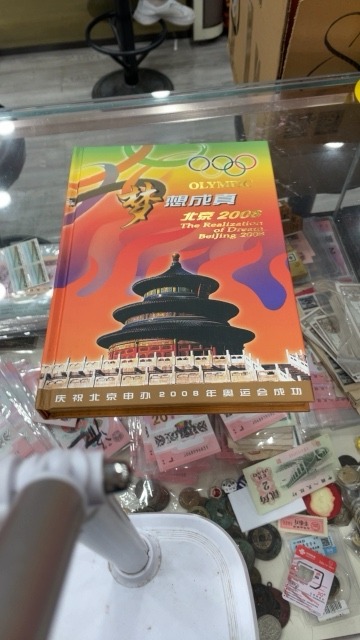 OLYMPIC
梦想成真
北京 2008
The Realization
of Dream
Beijing 2008
庆祝北京申办2008年奥运会成功